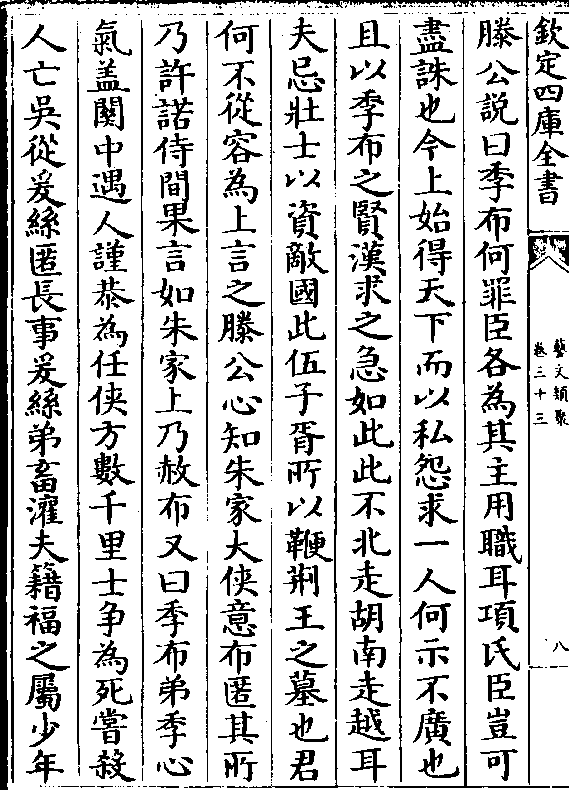 欽定四庫全書
藝文類聚
卷三十三
八
滕公説曰季布何罪臣各為其主用職耳項氏臣豈可
盡誅也今上始得天下而以私怨求一人何示不廣也
且以季布之賢漢求之急如此此不北走胡南走越耳
夫忌壯士以資敵國此伍子胥所以鞭荆王之墓也君
何不從容為上言之滕公心知朱家大俠意布匿其所
乃許諾侍間果言如朱家上乃赦布又曰季布弟季心
氣盖關中遇人謹恭為任俠方數千里士争為死嘗殺
人亡吳從爰絲匿長事爰絲弟畜灌夫籍福之屬少年